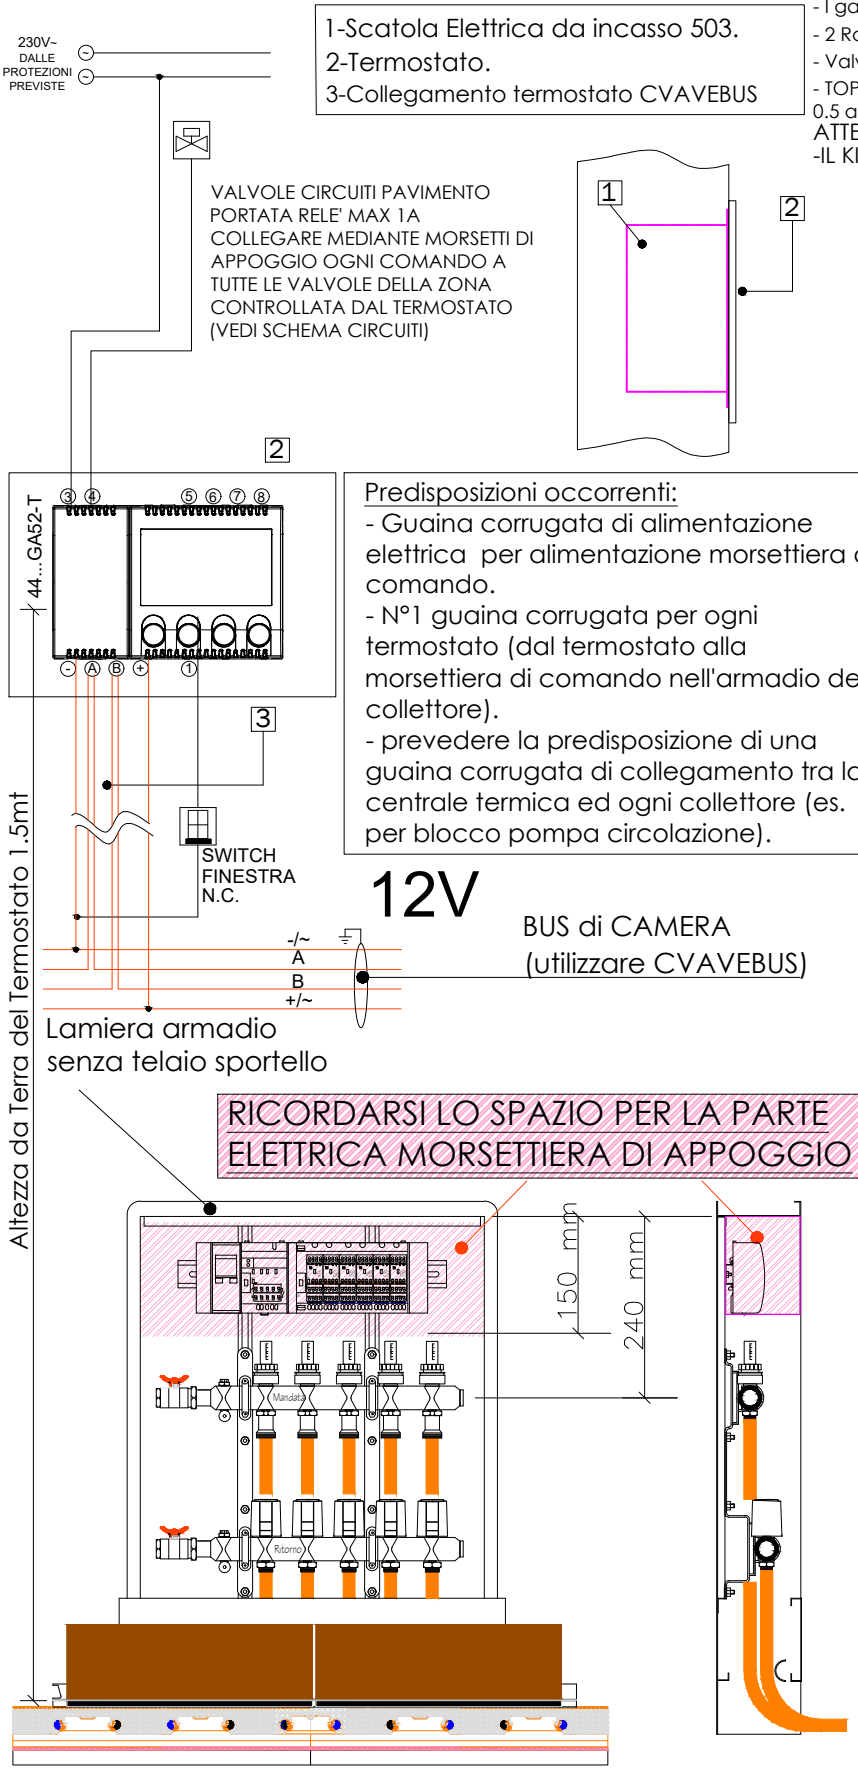 230V~
DALLE
PROTEZIONI
PREVISTE
1-Scatola Elettrica da incasso 503.
2-Termostato.
3-Collegamento termostato CVAVEBUS
- 2 Ra
- Valv
- TOP
0.5 a
ATTE
-IL KI
VALVOLE CIRCUITI PAVIMENTO
PORTATA RELE' MAX 1A
COLLEGARE MEDIANTE MORSETTI DI
APPOGGIO OGNI COMANDO A
TUTTE LE VALVOLE DELLA ZONA
CONTROLLATA DAL TERMOSTATO
(VEDI SCHEMA CIRCUITI)
1
2
2
44...GA52-T
3 4 5 6 7 8
- A B + 1
3
Predisposizioni occorrenti:
- Guaina corrugata di alimentazione
elettrica per alimentazione morsettiera
comando.
- N°1 guaina corrugata per ogni
termostato (dal termostato alla
morsettiera di comando nell'armadio de
collettore).
- prevedere la predisposizione di una
guaina corrugata di collegamento tra la
centrale termica ed ogni collettore (es.
per blocco pompa circolazione).
SWITCH
FINESTRA
N.C.
12V
BUS di CAMERA
(utilizzare CVAVEBUS)
-/~
A
B
+/~
Altezza da Terra del Termostato 1.5mt
Lamiera armadio
senza telaio sportello
RICORDARSI LO SPAZIO PER LA PARTE
ELETTRICA MORSETTIERA DI APPOGGIO
150 mm
240 mm
Mandata
Ritorno